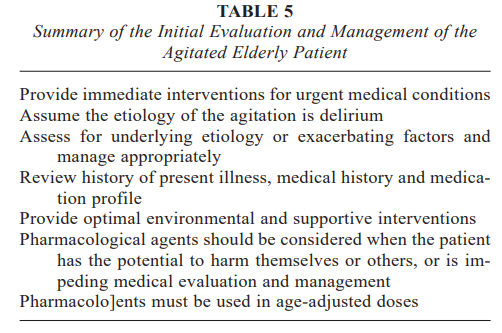 TABLE 5
Summary of the Initial Evaluation and Management of the
Agitated Elderly Patient
Provide immediate interventions for urgent medical conditions
Assume the etiology of the agitation is delirium
Assess for underlying etiology or exacerbating factors and
manage appropriately
Review history of present illness, medical history and medica-
tion profile
Provide optimal environmental and supportive interventions
Pharmacological agents should be considered when the patient
has the potential to harm themselves or others, or is im-
peding medical evaluation and management
Pharmacolo]ents must be used in age-adjusted doses